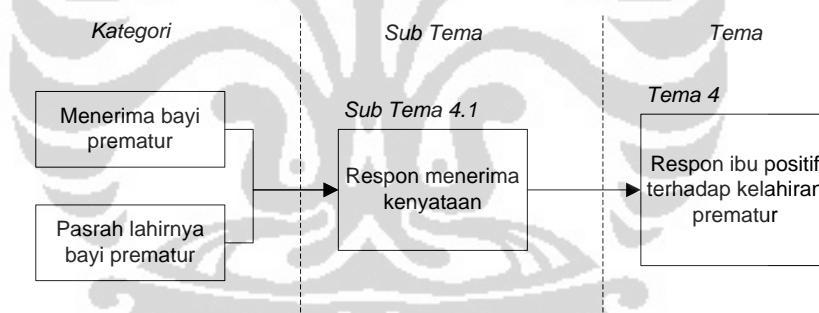 Kategori
Sub Tema
Tema
Menerima bayi
prematur
Pasrah lahirnya
bayi prematur
Sub Tema 4.1
Respon menerima
kenyataan
Tema 4
Respon ibu positif
terhadap kelahiran
prematur